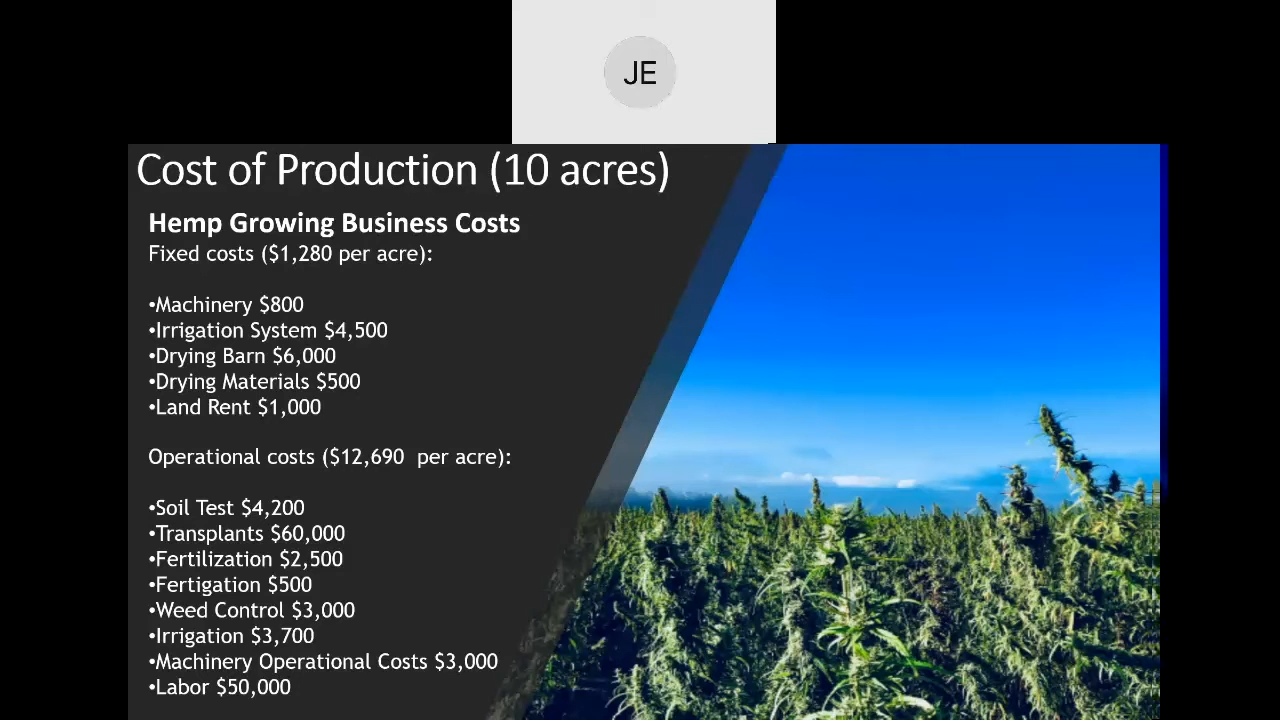 JE
Cost of Production (10 acres)
Hemp Growing Business Costs
Fixed costs ($1,280 per acre):
•Machinery $800
•Irrigation System $4,500
•Drying Barn $6,000
•Drying Materials $500
•Land Rent $1,000
Operational costs ($12,690  per acre):
•Soil Test $4,200
•Transplants $60,000
•Fertilization $2,500
•Fertigation $500
•Weed Control $3,000
•Irrigation $3,700
•Machinery Operational Costs $3,000
•Labor $50,000